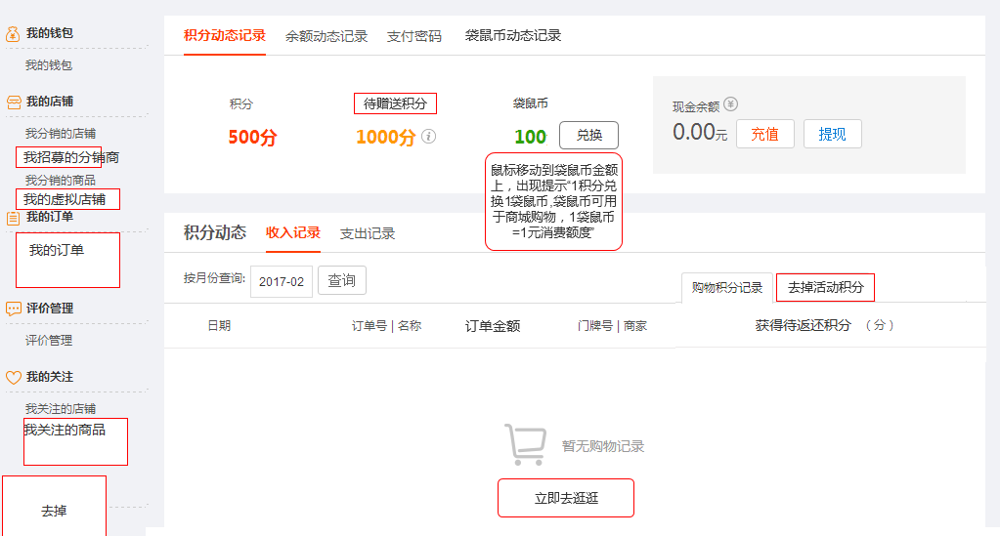 我的钱包
我的钱包
我的店铺
我分销的店铺
我招募的分销商
我分销的商品
我的虚拟店铺
我的订单
我的订单
评价管理
评价管理
我的关注
我关注的店铺
我关注的商品
去掉
积分动态记录 余额动态记录 支付密码 袋鼠币动态记录
积分 待赠送积分 袋鼠币
500分 1000分 100 兑换
现金余额
0.00元 充值 提现
鼠标移动到袋鼠币金额
上，出现提示“1积分兑
换1袋鼠币,袋鼠币可用
于商城购物，1袋鼠币
=1元消费额度”
积分动态 收入记录 支出记录
按月份查询: 2017-02 查询
购物积分记录 去掉活动积分
日期 订单号 | 名称 订单金额 门牌号 | 商家 获得待返还积分 （分）
暂无购物记录
立即去逛逛